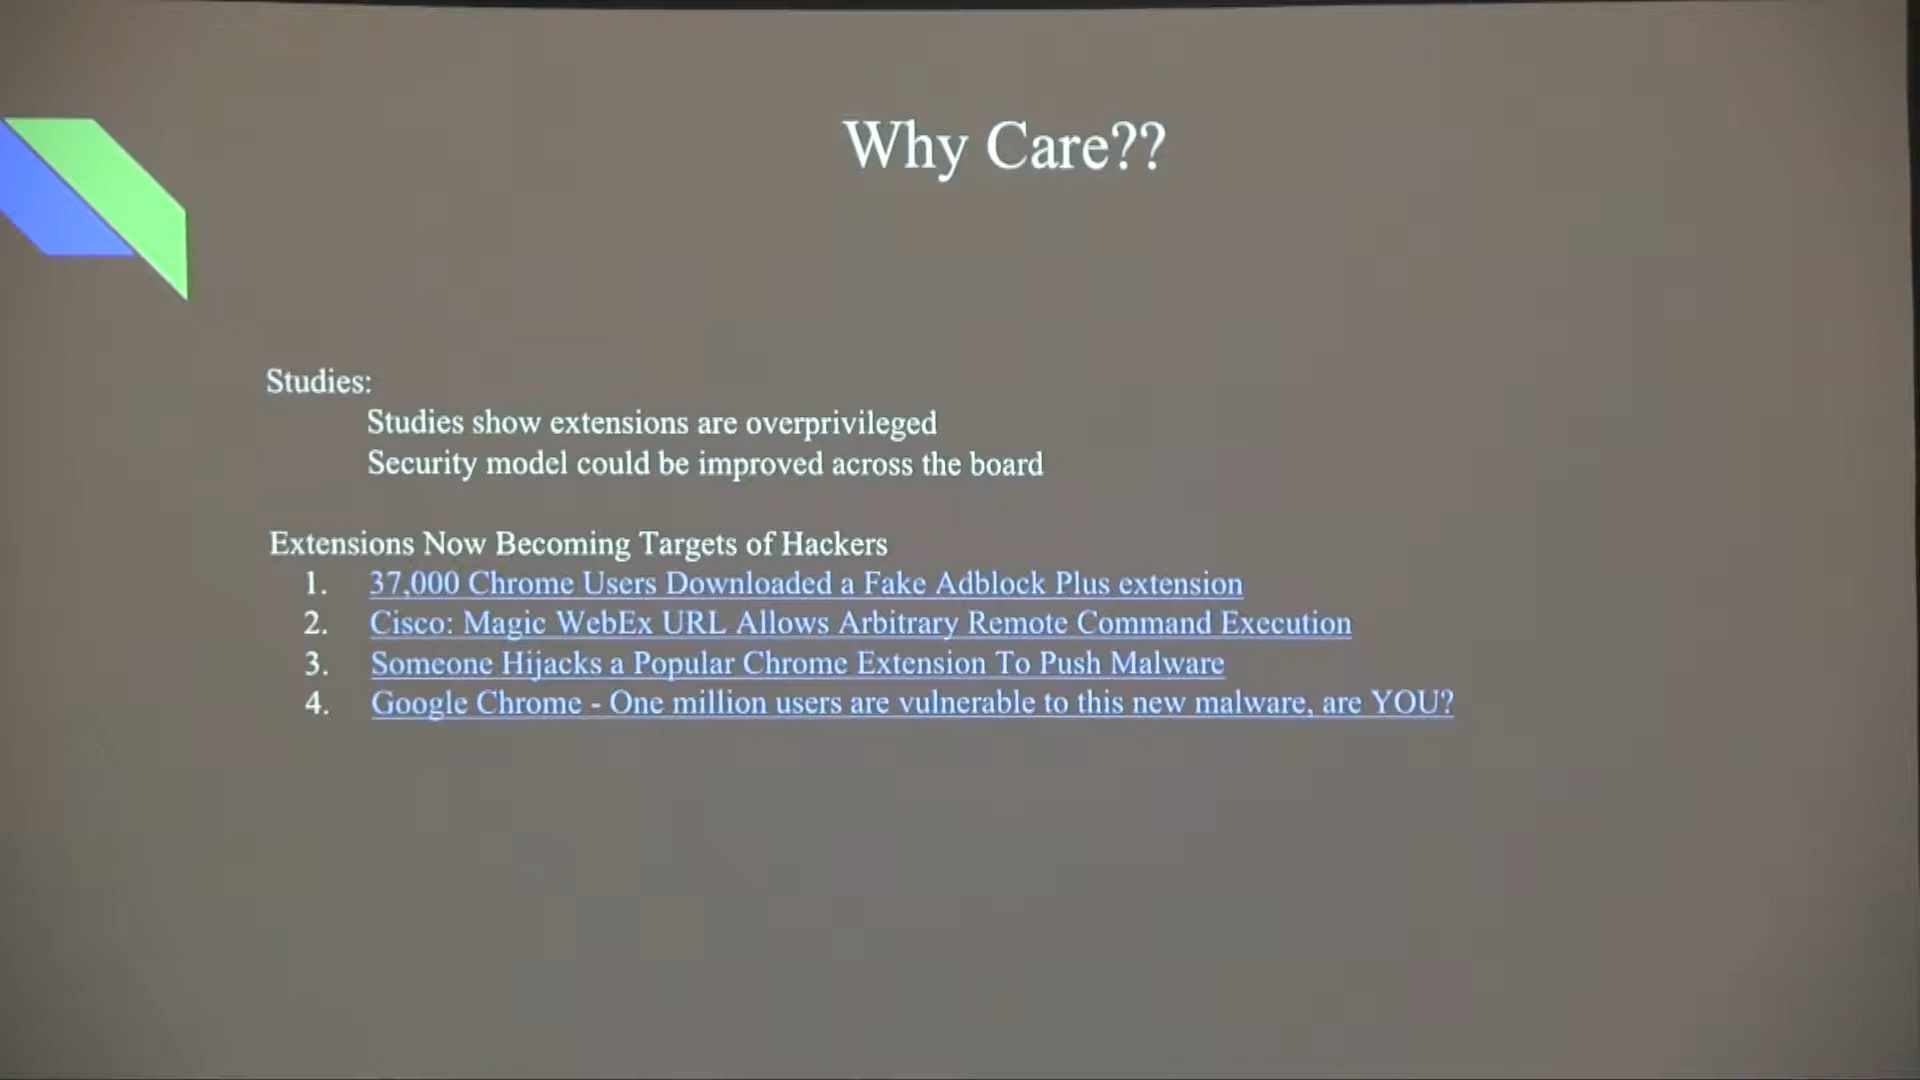 Why Care??
Studies:
Studies show extensions are overprivileged
Security model could be improved across the board
Extensions Now Becoming Targets of Hackers
1. 37,000 Chrome Users Downloaded a Fake Adblock Plus extension
2. Cisco: Magic WebEx URL Allows Arbitrary Remote Command Execution
3. Someone Hijacks a Popular Chrome Extension To Push Malware
4. Google Chrome - One million users are vulnerable to this new malware, are YOU?